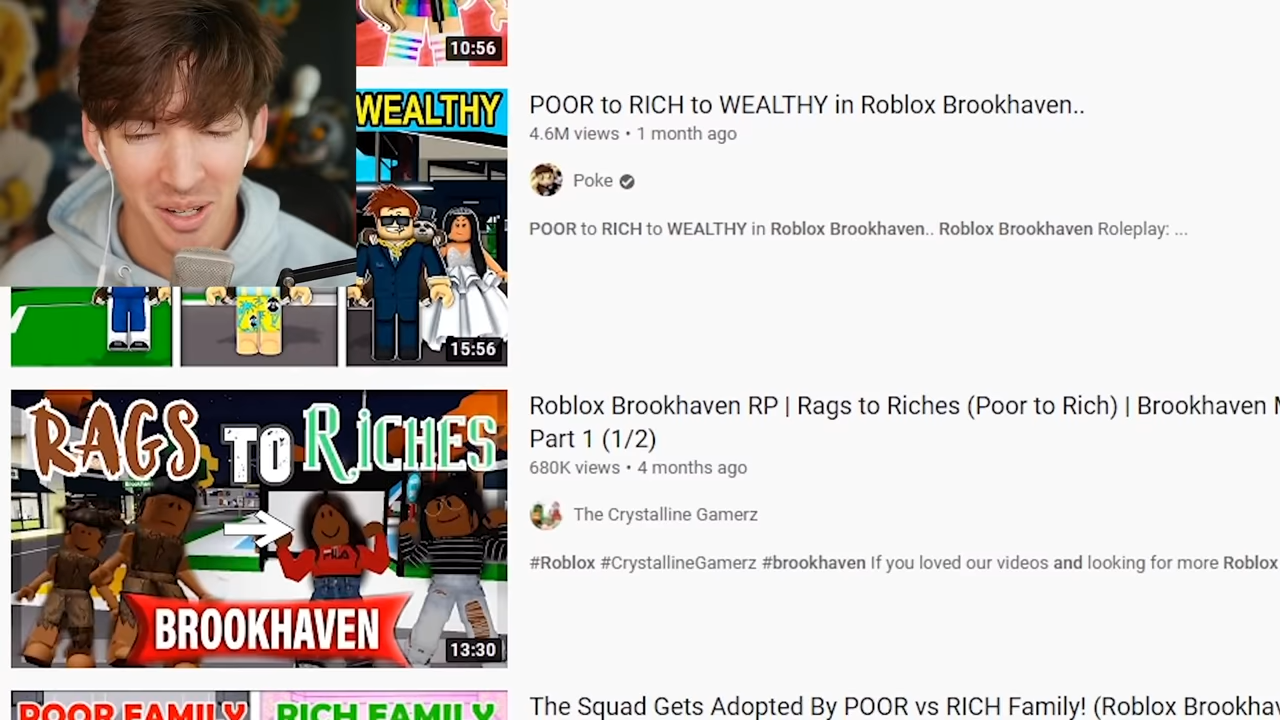 10:56
WEALTHY
15:56
POOR to RICH to WEALTHY in Roblox Brookhaven..
4.6M views • 1 month ago
Poke
POOR to RICH to WEALTHY in Roblox Brookhaven.. Roblox Brookhaven Roleplay: ...
RAGS TO RICHES
FILA
BROOKHAVEN
13:30
Roblox Brookhaven RP | Rags to Riches (Poor to Rich) | Brookhaven
Part 1 (1/2)
680K views • 4 months ago
The Crystalline Gamerz
#Roblox #CrystallineGamerz #brookhaven If you loved our videos and looking for more Roblox
POOR FAMILY
RICH FAMILY
The Squad Gets Adopted By POOR vs RICH Family! (Roblox Brookhav